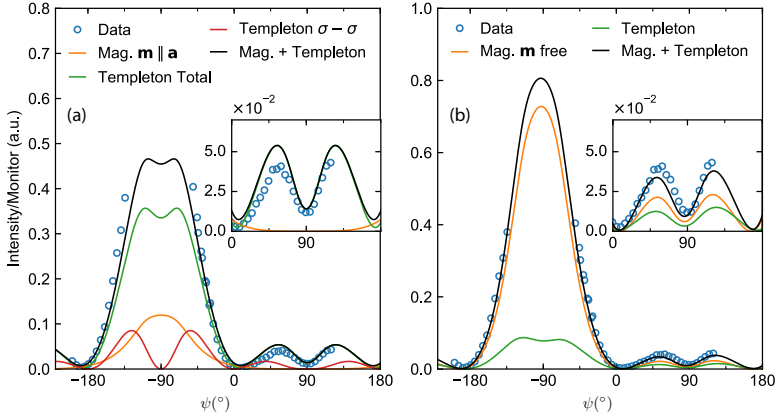 Data
Mag. m ∥ a
Templeton Total
Templeton σ − σ
Mag. + Templeton
(a)
×10⁻²
5.0
2.5
0.0
0
90
0.8
0.7
0.6
0.5
0.4
0.3
0.2
0.1
0.0
Intensity/Monitor (a.u.)
−180
−90
0
90
180
ψ(°)
Data
Mag. m free
Templeton
Mag. + Templeton
(b)
×10⁻²
5.0
2.5
0.0
0
90
1.0
0.8
0.6
0.4
0.2
0.0
−180
−90
0
90
180
ψ(°)